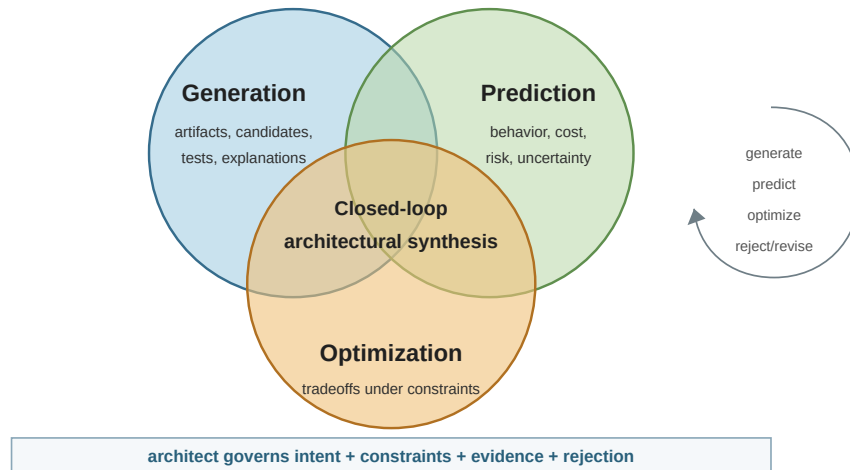 Generation
artifacts, candidates,
tests, explanations
Prediction
behavior, cost,
risk, uncertainty
Closed-loop
architectural synthesis
Optimization
tradeoffs under constraints
generate
predict
optimize
reject/revise
architect governs intent + constraints + evidence + rejection